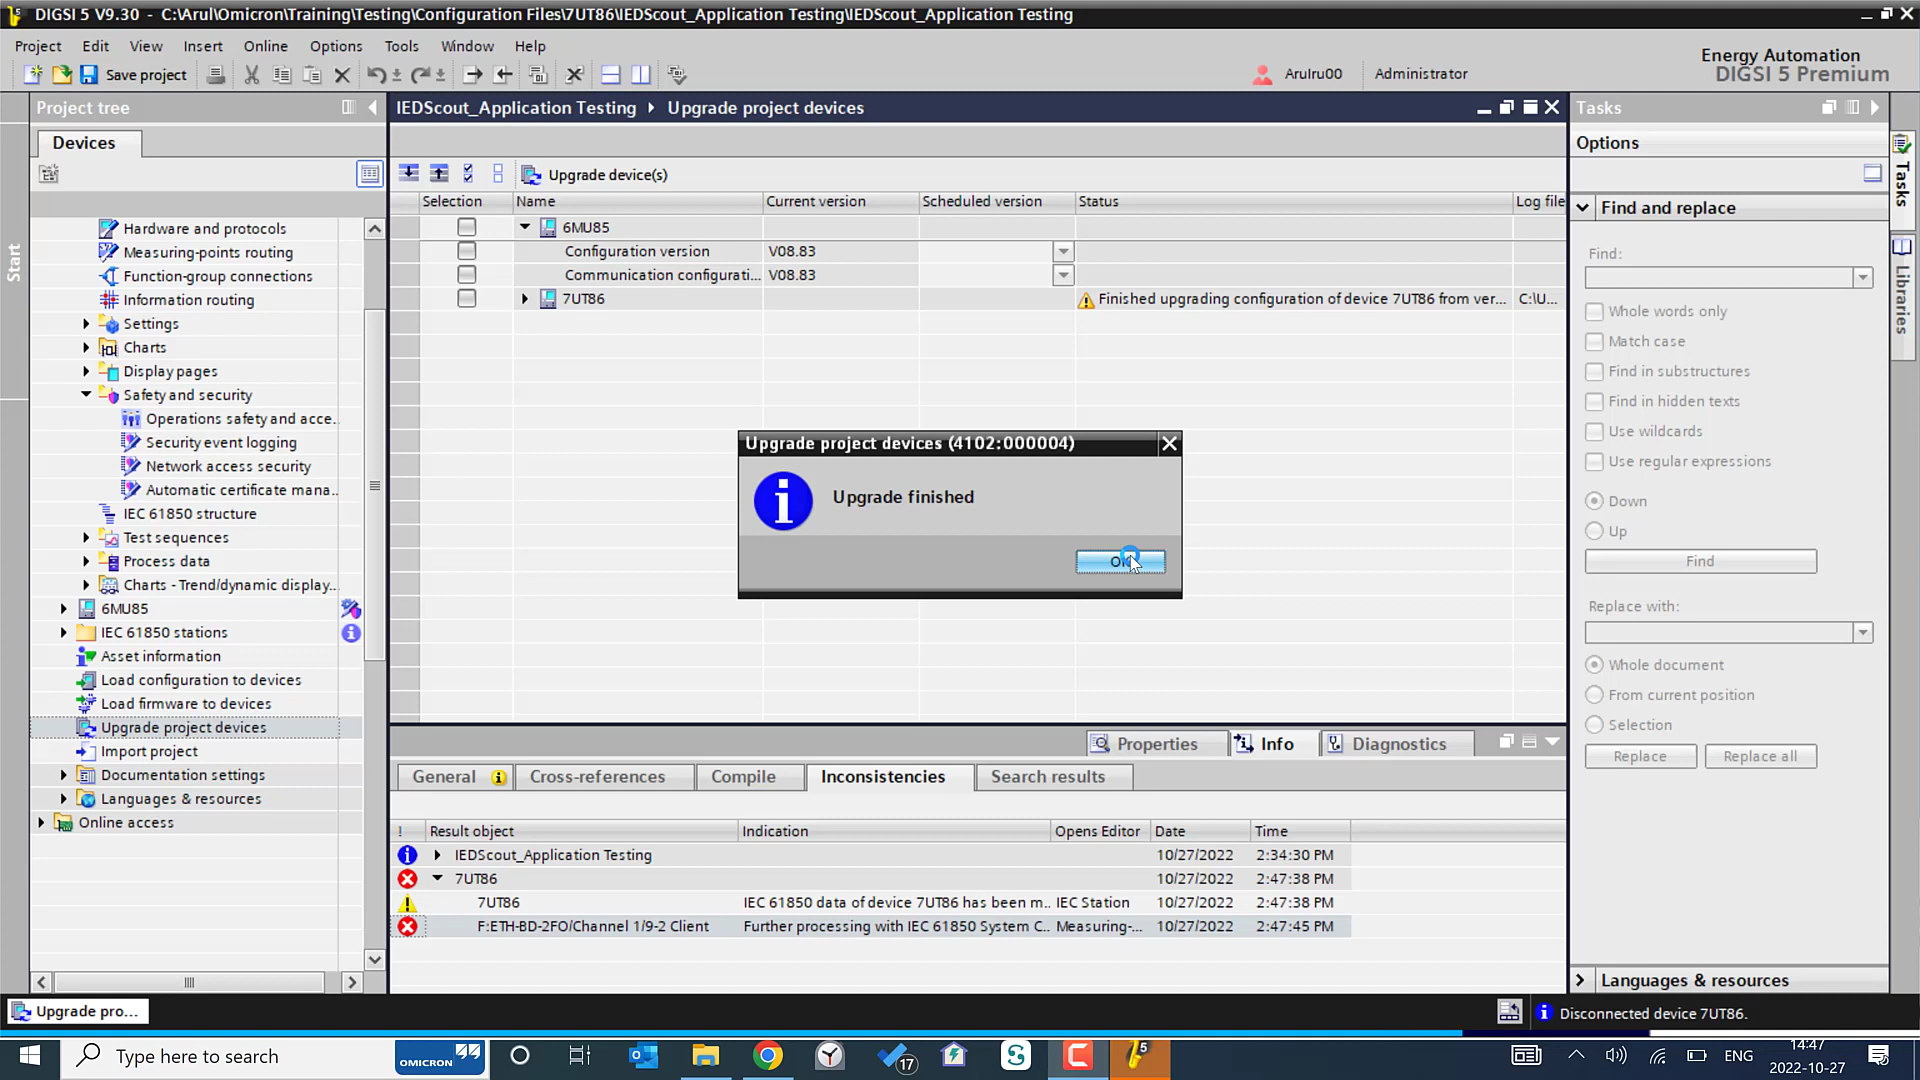 DIGSI 5 V9.30 - C:\Arul\Omicron\Training\Testing\Configuration Files\7UT86\IEDScout_Application Testing\IEDScout_Application Testing
Project Edit View Insert Online Options Tools Window Help
Energy Automation
DIGSI 5 Premium
Save project
Arulru00 Administrator
Project tree
IEDScout_Application Testing Upgrade project devices
Tasks
Devices
Options
Upgrade device(s)
Selection Name Current version Scheduled version Status Log file
Find and replace
Hardware and protocols
Measuring-points routing
Function-group connections
Information routing
Settings
Charts
Display pages
Safety and security
Operations safety and acce..
Security event logging
Network access security
Automatic certificate mana..
IEC 61850 structure
Test sequences
Process data
Charts - Trend/dynamic display...
6MU85
IEC 61850 stations
Asset information
Load configuration to devices
Load firmware to devices
Upgrade project devices
Import project
Documentation settings
Languages & resources
Online access
Start
6MU85
Configuration version V08.83
Communication configurati... V08.83
7UT86 Finished upgrading configuration of device 7UT86 from ver... C:\U...
Upgrade project devices (4102:000004)
Upgrade finished
Find:
Whole words only
Match case
Find in substructures
Find in hidden texts
Use wildcards
Use regular expressions
Down
Up
Find
Replace with:
Whole document
From current position
Selection
Replace Replace all
Languages & resources
Tasks
Libraries
Properties Info Diagnostics
General Cross-references Compile Inconsistencies Search results
! Result object Indication Opens Editor Date Time
IEDScout_Application Testing 10/27/2022 2:34:30 PM
7UT86 10/27/2022 2:47:38 PM
7UT86 IEC 61850 data of device 7UT86 has been m.. IEC Station 10/27/2022 2:47:38 PM
F:ETH-BD-2FO/Channel 1/9-2 Client Further processing with IEC 61850 System C.. Measuring-... 10/27/2022 2:47:45 PM
Upgrade pro...
Disconnected device 7UT86.
Type here to search
OMICRON
17
5
ENG
14:47
2022-10-27